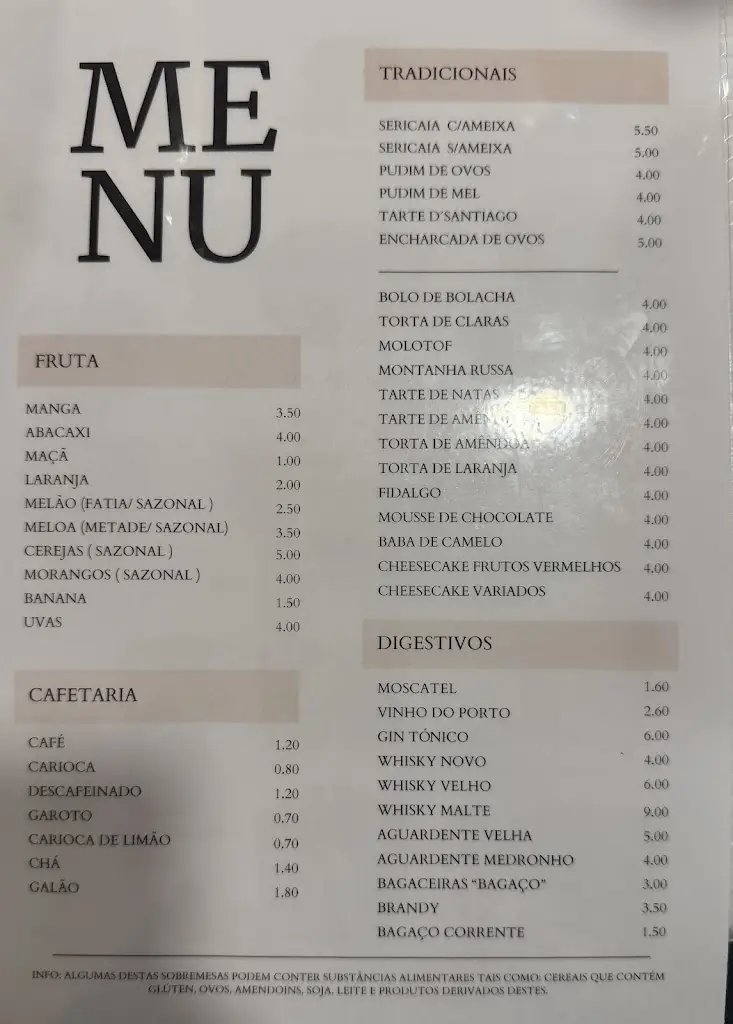 ME
NU
FRUTA
MANGA 3.50
ABACAXI 4.00
MAÇÃ 1.00
LARANJA 2.00
MELÃO (FATIA/ SAZONAL ) 2.50
MELOA (METADE/ SAZONAL) 3.50
CEREJAS ( SAZONAL ) 5.00
MORANGOS ( SAZONAL ) 4.00
BANANA 1.50
UVAS 4.00
CAFETARIA
CAFÉ 1.20
CARIOCA 0.80
DESCAFEINADO 1.20
GAROTO 0.70
CARIOCA DE LIMÃO 0.70
CHÁ 1.40
GALÃO 1.80
TRADICIONAIS
SERICAIA C/AMEIXA 5.50
SERICAIA S/AMEIXA 5.00
PUDIM DE OVOS 4.00
PUDIM DE MEL 4.00
TARTE D'SANTIAGO 4.00
ENCHARCADA DE OVOS 5.00
BOLO DE BOLACHA 4.00
TORTA DE CLARAS 4.00
MOLOTOF 4.00
MONTANHA RUSSA 4.00
TARTE DE NATAS 4.00
TARTE DE 4.00
TORTA DE AMÊNDOA 4.00
TORTA DE LARANJA 4.00
FIDALGO 4.00
MOUSSE DE CHOCOLATE 4.00
BABA DE CAMELO 4.00
CHEESECAKE FRUTOS VERMELHOS 4.00
CHEESECAKE VARIADOS 4.00
DIGESTIVOS
MOSCATEL 1.60
VINHO DO PORTO 2.60
GIN TÓNICO 6.00
WHISKY NOVO 4.00
WHISKY VELHO 6.00
WHISKY MALTE 9.00
AGUARDENTE VELHA 5.00
AGUARDENTE MEDRONHO 4.00
BAGACEIRAS “BAGAÇO” 3.00
BRANDY 3.50
BAGAÇO CORRENTE 1.50
INFO: ALGUMAS DESTAS SOBREMESAS PODEM CONTER SUBSTÂNCIAS ALIMENTARES TAIS COMO: CEREAIS QUE CONTÉM
GLÚTEN, OVOS, AMENDOINS, SOJA, LEITE E PRODUTOS DERIVADOS DESTES.